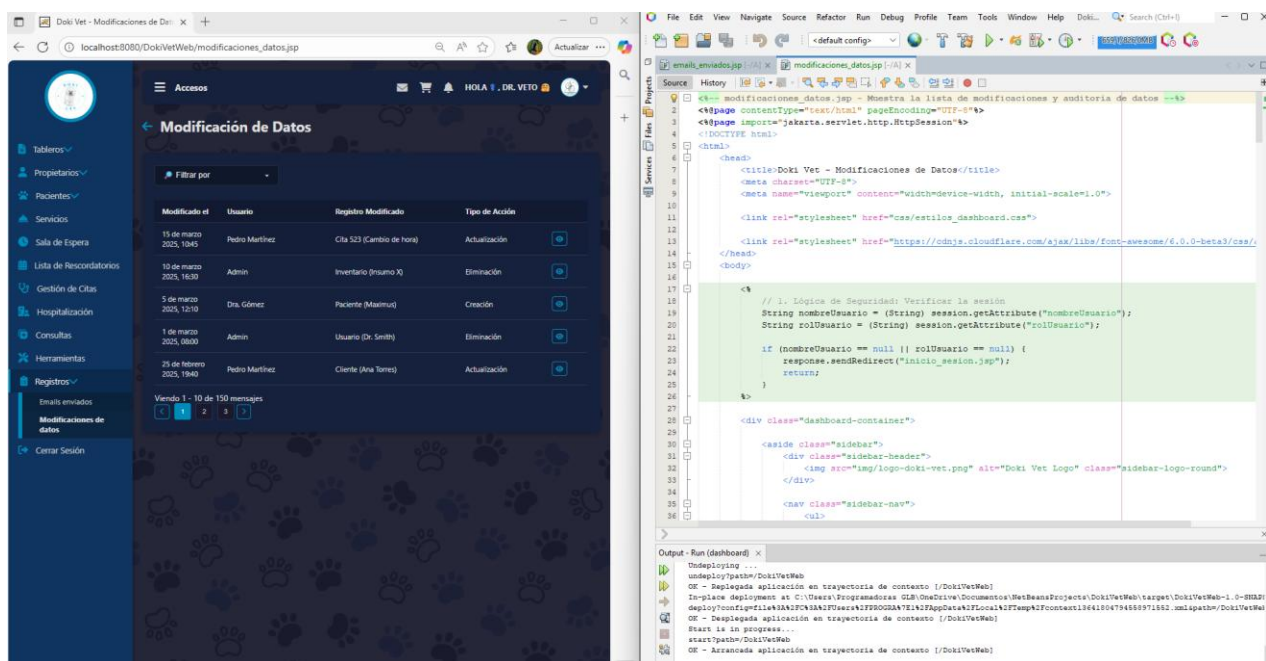 Doki Vet - Modificaciones de Dat
localhost:8080/DokiVetWeb/modificaciones_datos.jsp
Actualizar
Accesos
HOLA
, DR. VETO
Modificación de Datos
Tableros
Propietarios
Pacientes
Servicios
Sala de Espera
Lista de Rescordatorios
Gestión de Citas
Hospitalización
Consultas
Herramientas
Registros
Emails enviados
Modificaciones de
datos
Cerrar Sesión
Filtrar por
Modificado el Usuario Registro Modificado Tipo de Acción
15 de marzo
2025, 10:45 Pedro Martínez Cita 523 (Cambio de hora) Actualización
10 de marzo
2025, 16:30 Admin Inventario (Insumo X) Eliminación
5 de marzo
2025, 12:10 Dra. Gómez Paciente (Maximus) Creación
1 de marzo
2025, 08:00 Admin Usuario (Dr. Smith) Eliminación
25 de febrero
2025, 19:40 Pedro Martínez Cliente (Ana Torres) Actualización
Viendo 1 - 10 de 150 mensajes
< 1 2 3 >
File Edit View Navigate Source Refactor Run Debug Profile Team Tools Window Help Doki... Search (Ctrl+I)
<default config>
emails_enviados.jsp [-/A] modificaciones_datos.jsp [-/A]
Source History
Projects
Files
Services
1 <%-- modificaciones_datos.jsp - Muestra la lista de modificaciones y auditoria de datos --%>
2 <%@page contentType="text/html" pageEncoding="UTF-8"%>
3 <%@page import="jakarta.servlet.http.HttpSession"%>
4 <!DOCTYPE html>
5 <html>
6 <head>
7 <title>Doki Vet - Modificaciones de Datos</title>
8 <meta charset="UTF-8">
9 <meta name="viewport" content="width=device-width, initial-scale=1.0">
10
11 <link rel="stylesheet" href="css/estilos_dashboard.css">
12
13 <link rel="stylesheet" href="https://cdnjs.cloudflare.com/ajax/libs/font-awesome/6.0.0-beta3/css/
14 </head>
15 <body>
16
17 <%
18 // 1. Lógica de Seguridad: Verificar la sesión
19 String nombreUsuario = (String) session.getAttribute("nombreUsuario");
20 String rolUsuario = (String) session.getAttribute("rolUsuario");
21
22 if (nombreUsuario == null || rolUsuario == null) {
23 response.sendRedirect("inicio_sesion.jsp");
24 return;
25 }
26 %>
27
28 <div class="dashboard-container">
29
30 <aside class="sidebar">
31 <div class="sidebar-header">
32 <img src="img/logo-doki-vet.png" alt="Doki Vet Logo" class="sidebar-logo-round">
33 </div>
34
35 <nav class="sidebar-nav">
36 <ul>
Output - Run (dashboard)
Undeploying ...
undeploy?path=/DokiVetWeb
OK - Replegada aplicación en trayectoria de contexto [/DokiVetWeb]
In-place deployment at C:\Users\Programadoras GLB\OneDrive\Documentos\NetBeansProjects\DokiVetWeb\target\DokiVetWeb-1.0-SNAP
OK - Desplegada aplicación en trayectoria de contexto [/DokiVetWeb]
Start is in progress...
start?path=/DokiVetWeb
OK - Arrancada aplicación en trayectoria de contexto [/DokiVetWeb]